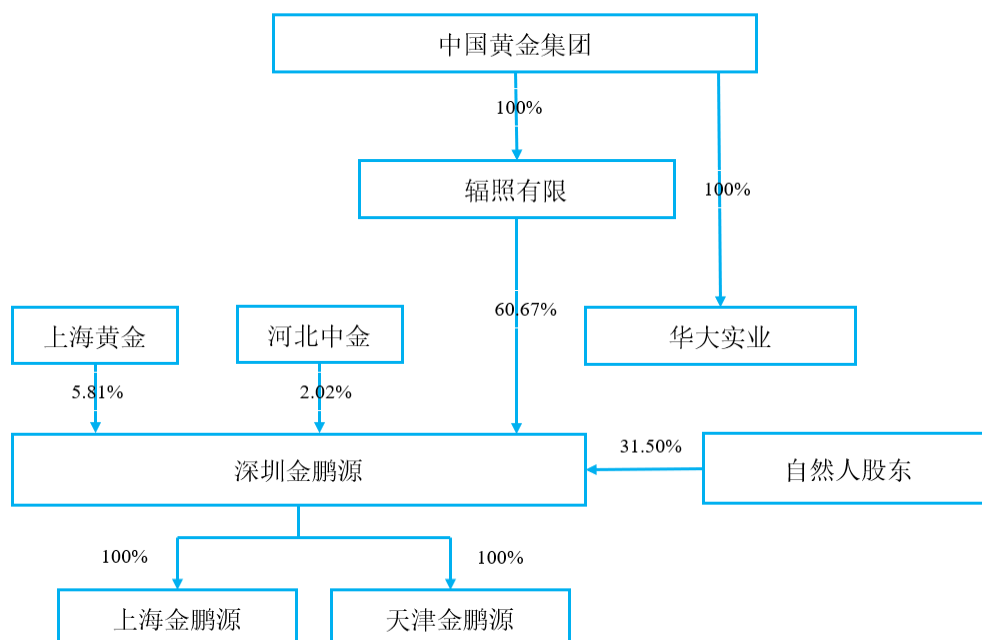 中国黄金集团
100%
辐照有限
100%
60.67%
上海黄金
河北中金
华大实业
5.81%
2.02%
31.50%
深圳金鹏源
自然人股东
100%
100%
上海金鹏源
天津金鹏源